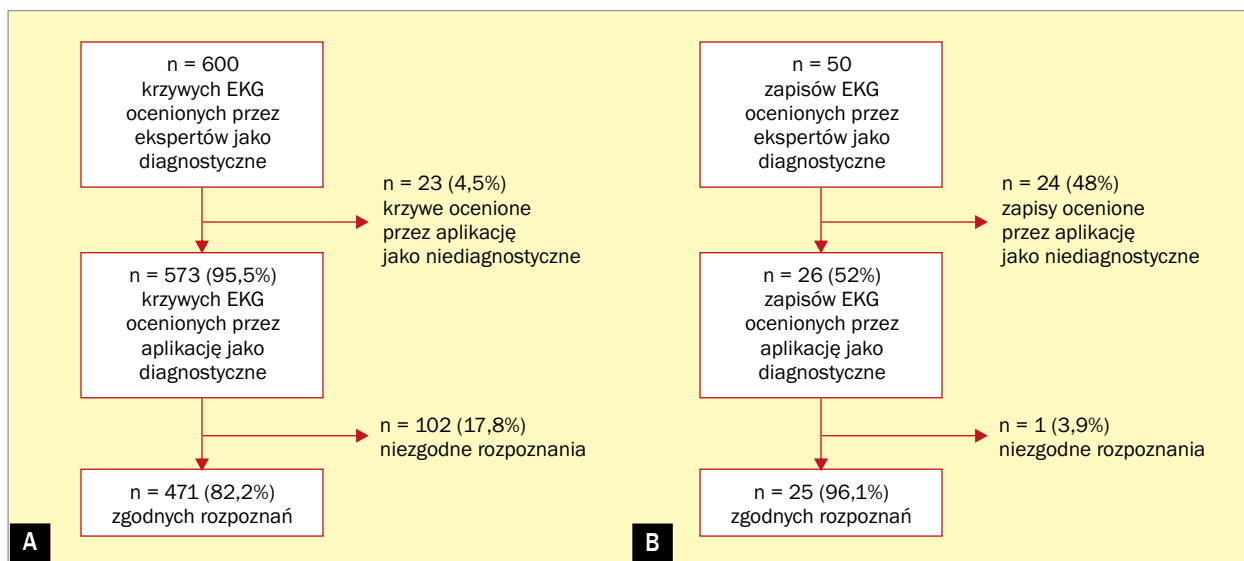 n = 600
krzywych EKG
ocenionych przez
ekspertów jako
diagnostyczne
n = 23 (4,5%)
krzywe ocenione
przez aplikację
jako niediagnostyczne
n = 573 (95,5%)
krzywych EKG
ocenionych przez
aplikację jako
diagnostyczne
n = 102 (17,8%)
niezgodne rozpoznania
n = 471 (82,2%)
zgodnych rozpoznań
A
n = 50
zapisów EKG
ocenionych przez
ekspertów jako
diagnostyczne
n = 24 (48%)
zapisy ocenione
przez aplikację
jako niediagnostyczne
n = 26 (52%)
zapisów EKG
ocenionych przez
aplikację jako
diagnostyczne
n = 1 (3,9%)
niezgodne rozpoznania
n = 25 (96,1%)
zgodnych rozpoznań
B